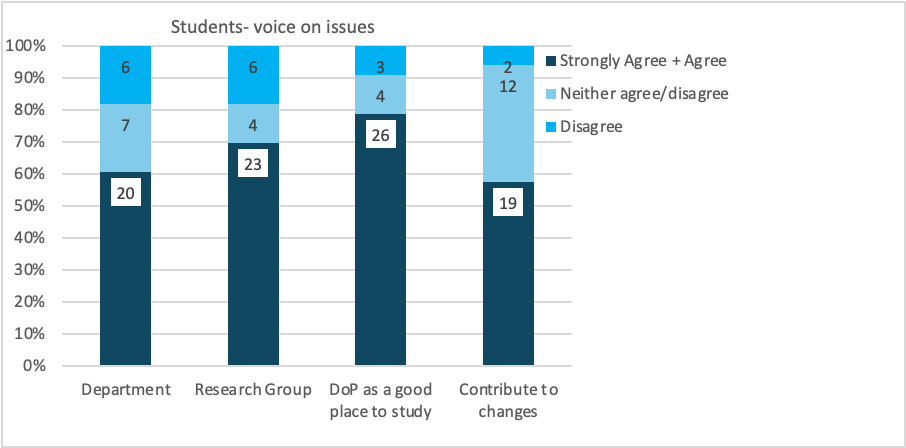 Students- voice on issues
100%
90%
80%
70%
60%
50%
40%
30%
20%
10%
0%
6
7
20
6
4
23
3
4
26
2
12
19
Department
Research Group
DoP as a good
place to study
Contribute to
changes
Strongly Agree + Agree
Neither agree/disagree
Disagree